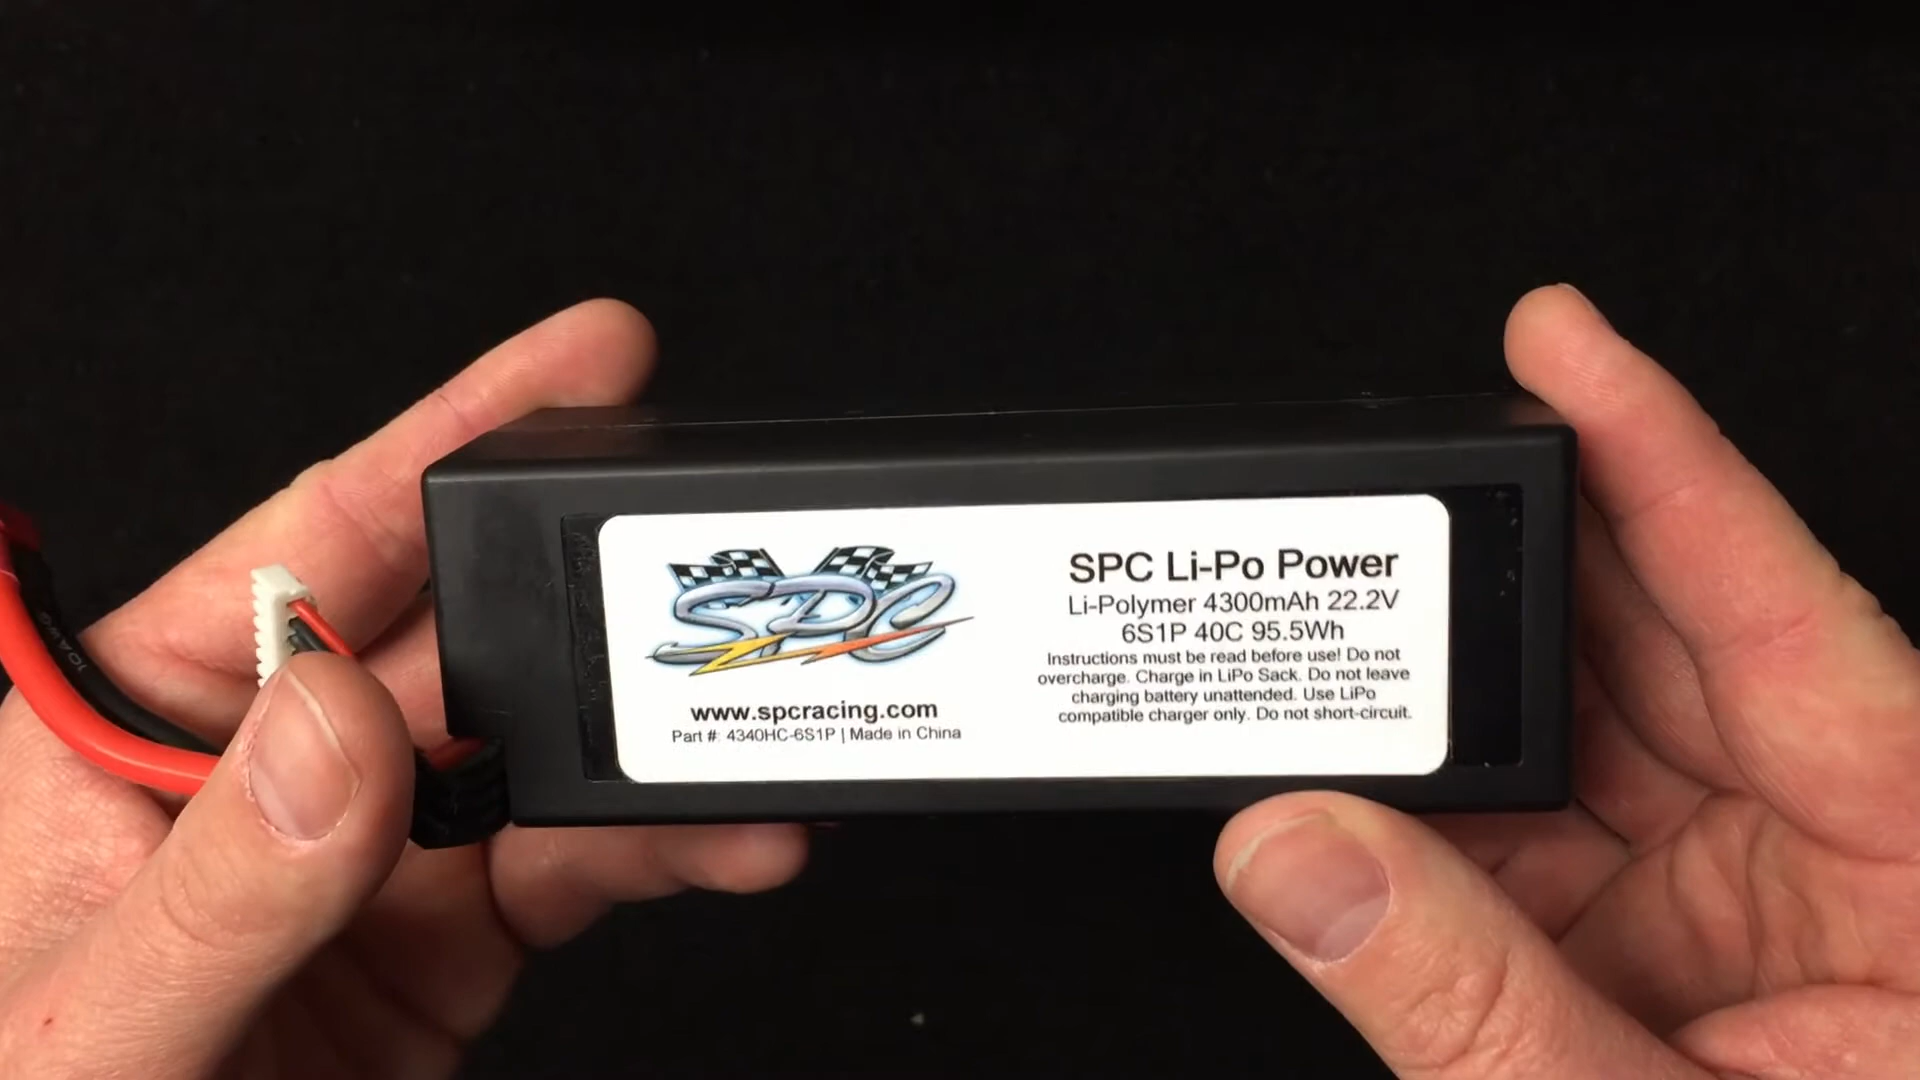 SPC
www.spcracing.com
Part #: 4340HC-6S1P | Made in China
SPC Li-Po Power
Li-Polymer 4300mAh 22.2V
6S1P 40C 95.5Wh
Instructions must be read before use! Do not
overcharge. Charge in LiPo Sack. Do not leave
charging battery unattended. Use LiPo
compatible charger only. Do not short-circuit.
10AWG